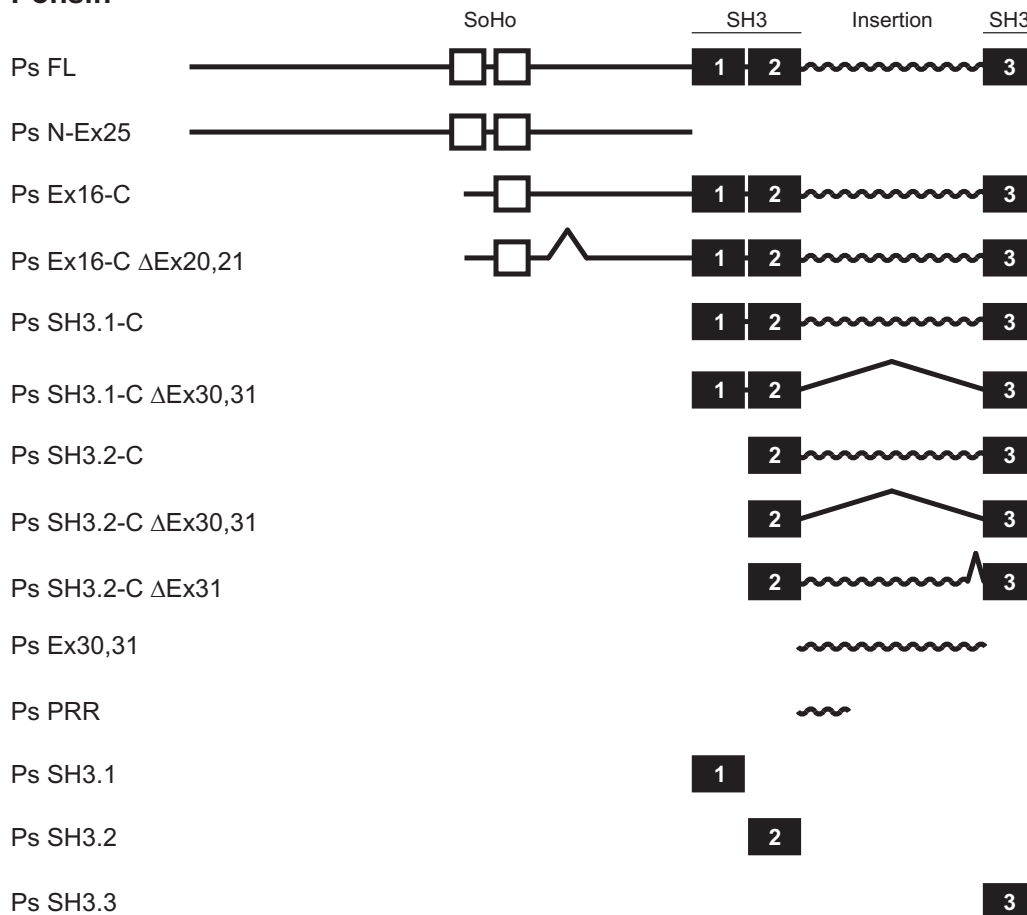 SoHo SH3 Insertion SH3
Ps FL 1 2 3
Ps N-Ex25
Ps Ex16-C 1 2 3
Ps Ex16-C ΔEx20,21 1 2 3
Ps SH3.1-C 1 2 3
Ps SH3.1-C ΔEx30,31 1 2 3
Ps SH3.2-C 2 3
Ps SH3.2-C ΔEx30,31 2 3
Ps SH3.2-C ΔEx31 2 3
Ps Ex30,31
Ps PRR
Ps SH3.1 1
Ps SH3.2 2
Ps SH3.3 3